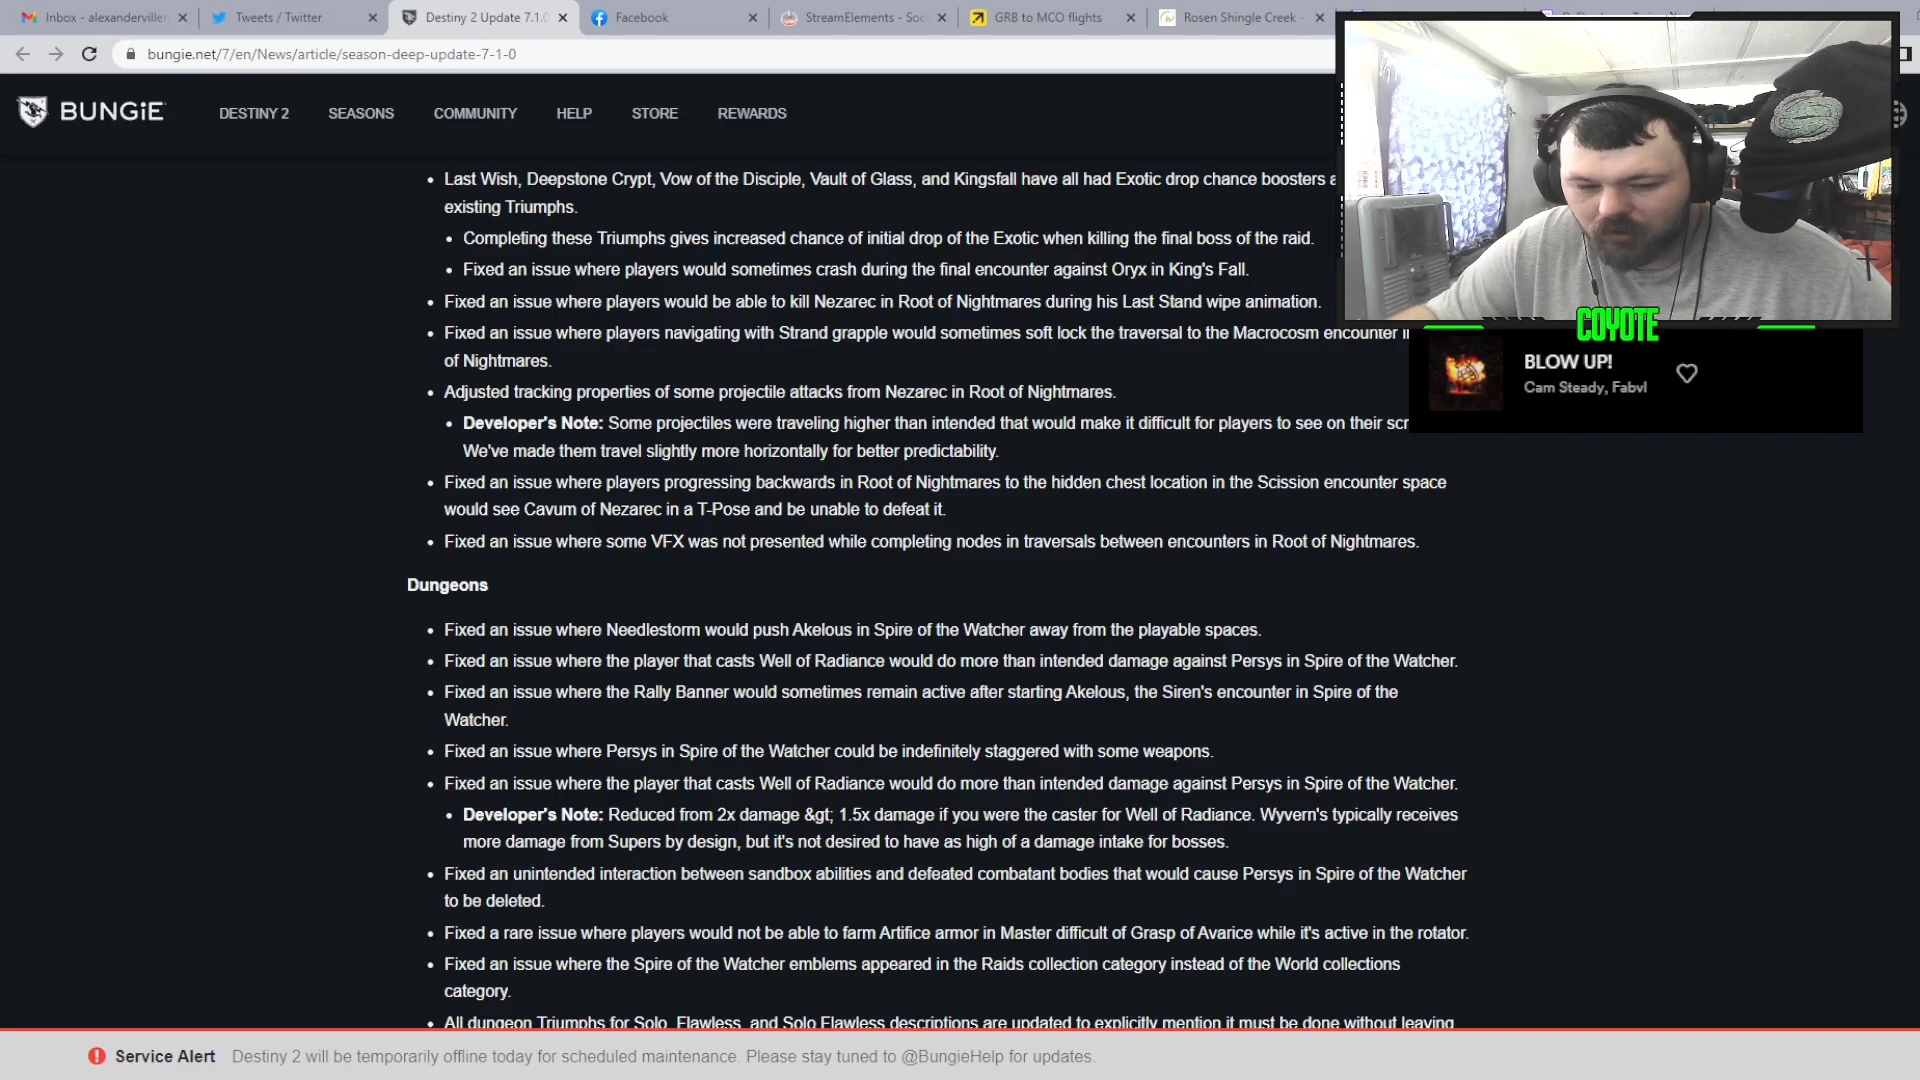 Inbox - alexanderviller
Tweets / Twitter
Destiny 2 Update 7.1.0
Facebook
StreamElements - Soc
GRB to MCO flights
Rosen Shingle Creek -
bungie.net/7/en/News/article/season-deep-update-7-1-0
BUNGiE
DESTINY 2
SEASONS
COMMUNITY
HELP
STORE
REWARDS
• Last Wish, Deepstone Crypt, Vow of the Disciple, Vault of Glass, and Kingsfall have all had Exotic drop chance boosters
existing Triumphs.
• Completing these Triumphs gives increased chance of initial drop of the Exotic when killing the final boss of the raid.
• Fixed an issue where players would sometimes crash during the final encounter against Oryx in King's Fall.
• Fixed an issue where players would be able to kill Nezarec in Root of Nightmares during his Last Stand wipe animation.
• Fixed an issue where players navigating with Strand grapple would sometimes soft lock the traversal to the Macrocosm encounter
of Nightmares.
• Adjusted tracking properties of some projectile attacks from Nezarec in Root of Nightmares.
• Developer's Note: Some projectiles were traveling higher than intended that would make it difficult for players to see on their scr
We've made them travel slightly more horizontally for better predictability.
• Fixed an issue where players progressing backwards in Root of Nightmares to the hidden chest location in the Scission encounter space
would see Cavum of Nezarec in a T-Pose and be unable to defeat it.
• Fixed an issue where some VFX was not presented while completing nodes in traversals between encounters in Root of Nightmares.
Dungeons
• Fixed an issue where Needlestorm would push Akelous in Spire of the Watcher away from the playable spaces.
• Fixed an issue where the player that casts Well of Radiance would do more than intended damage against Persys in Spire of the Watcher.
• Fixed an issue where the Rally Banner would sometimes remain active after starting Akelous, the Siren's encounter in Spire of the
Watcher.
• Fixed an issue where Persys in Spire of the Watcher could be indefinitely staggered with some weapons.
• Fixed an issue where the player that casts Well of Radiance would do more than intended damage against Persys in Spire of the Watcher.
• Developer's Note: Reduced from 2x damage &gt; 1.5x damage if you were the caster for Well of Radiance. Wyvern's typically receives
more damage from Supers by design, but it's not desired to have as high of a damage intake for bosses.
• Fixed an unintended interaction between sandbox abilities and defeated combatant bodies that would cause Persys in Spire of the Watcher
to be deleted.
• Fixed a rare issue where players would not be able to farm Artifice armor in Master difficult of Grasp of Avarice while it's active in the rotator.
• Fixed an issue where the Spire of the Watcher emblems appeared in the Raids collection category instead of the World collections
category.
• All dungeon Triumphs for Solo, Flawless, and Solo Flawless descriptions are updated to explicitly mention it must be done without leaving
COYOTE
BLOW UP!
Cam Steady, Fabvl
Service Alert Destiny 2 will be temporarily offline today for scheduled maintenance. Please stay tuned to @BungieHelp for updates.